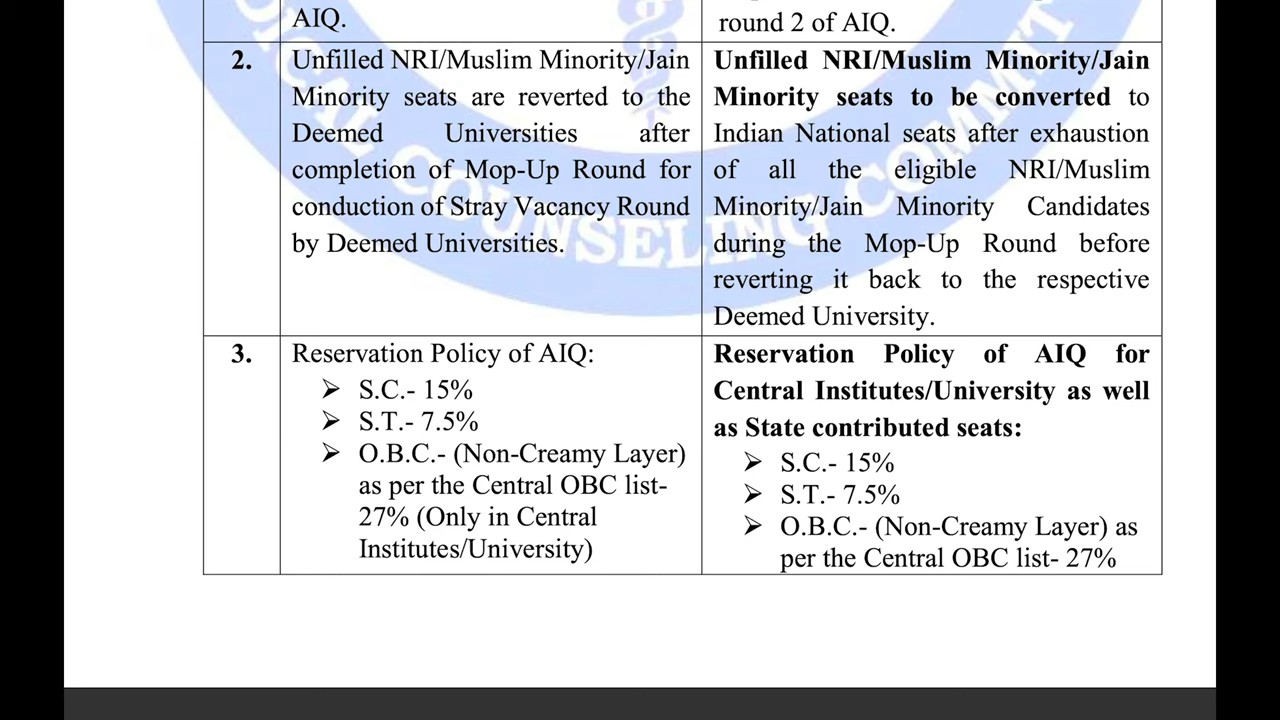 AIQ.
round 2 of AIQ.
2.
Unfilled NRI/Muslim Minority/Jain
Minority seats are reverted to the
Deemed Universities after
completion of Mop-Up Round for
conduction of Stray Vacancy Round
by Deemed Universities.
Unfilled NRI/Muslim Minority/Jain
Minority seats to be converted to
Indian National seats after exhaustion
of all the eligible NRI/Muslim
Minority/Jain Minority Candidates
during the Mop-Up Round before
reverting it back to the respective
Deemed University.
3.
Reservation Policy of AIQ:
➢ S.C.- 15%
➢ S.T.- 7.5%
➢ O.B.C.- (Non-Creamy Layer)
as per the Central OBC list-
27% (Only in Central
Institutes/University)
Reservation Policy of AIQ for
Central Institutes/University as well
as State contributed seats:
➢ S.C.- 15%
➢ S.T.- 7.5%
➢ O.B.C.- (Non-Creamy Layer) as
per the Central OBC list- 27%
COUNSELING